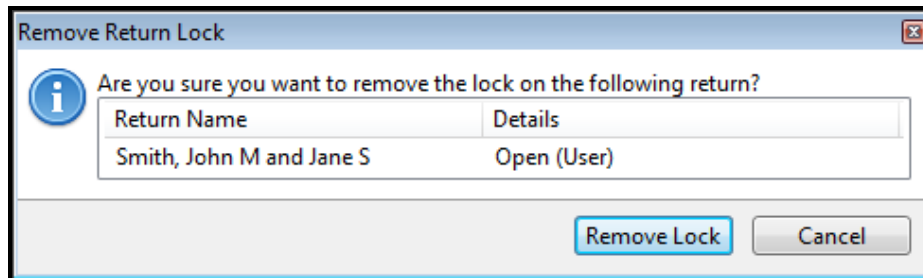 Remove Return Lock
Are you sure you want to remove the lock on the following return?
Return Name Details
Smith, John M and Jane S Open (User)
Remove Lock Cancel